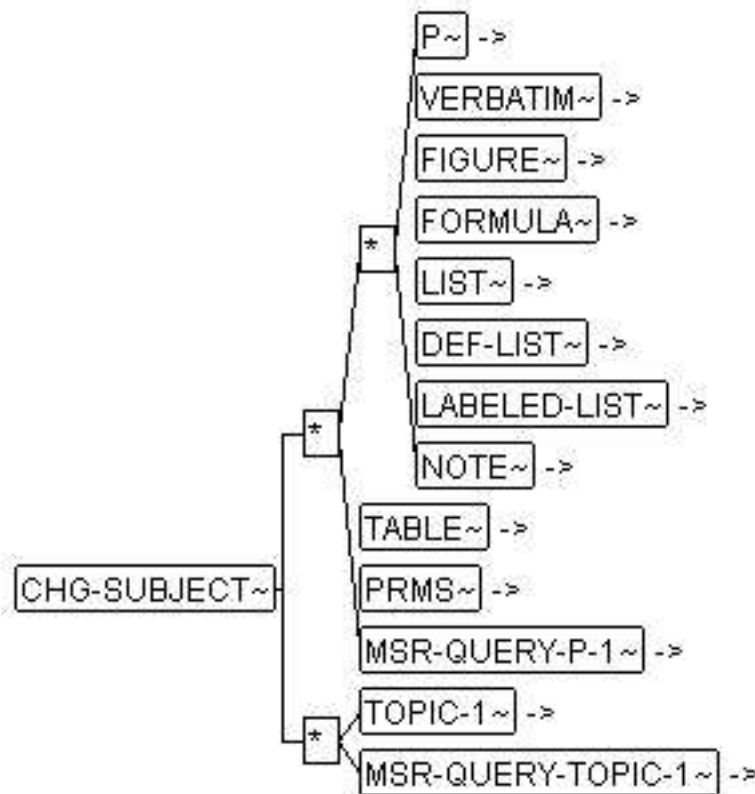 P~ ->
VERBATIM~ ->
FIGURE~ ->
FORMULA~ ->
*
LIST~ ->
DEF-LIST~ ->
LABELED-LIST~ ->
*
NOTE~ ->
TABLE~ ->
CHG-SUBJECT~
PRMS~ ->
MSR-QUERY-P-1~ ->
TOPIC-1~ ->
*
MSR-QUERY-TOPIC-1~ ->